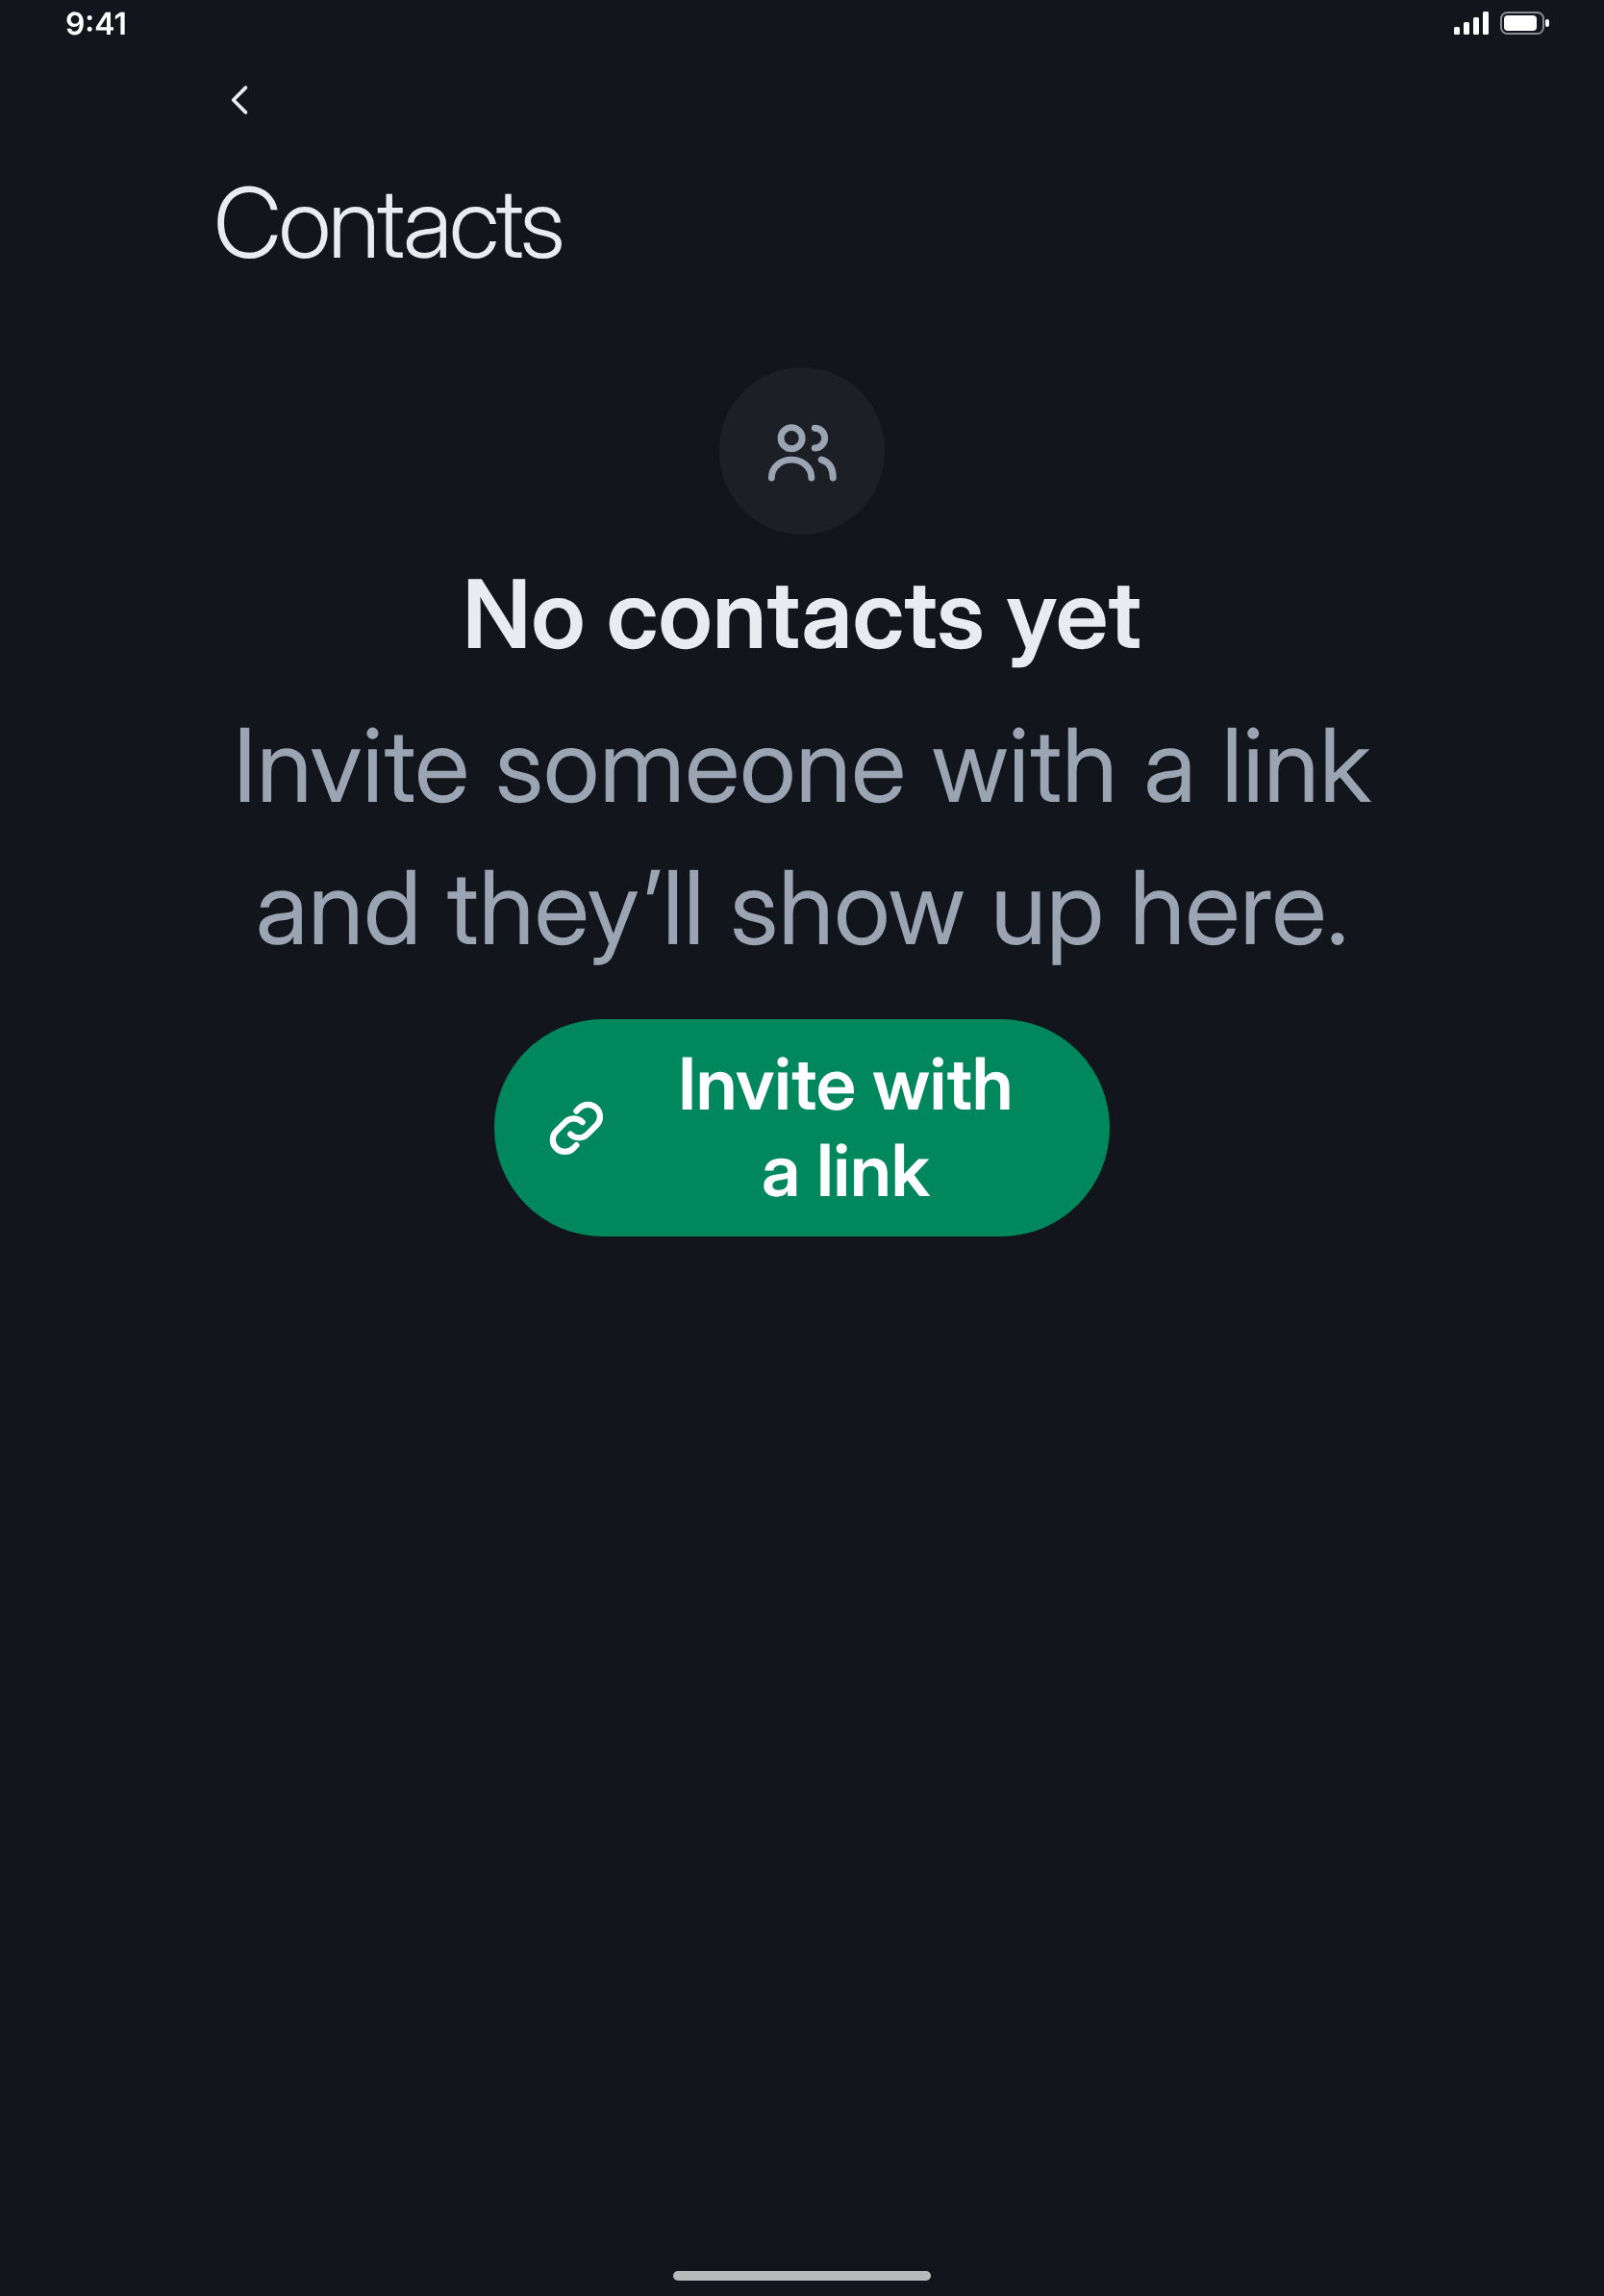 9:41
Contacts
No contacts yet
Invite someone with a link
and they’ll show up here.
Invite with
a link